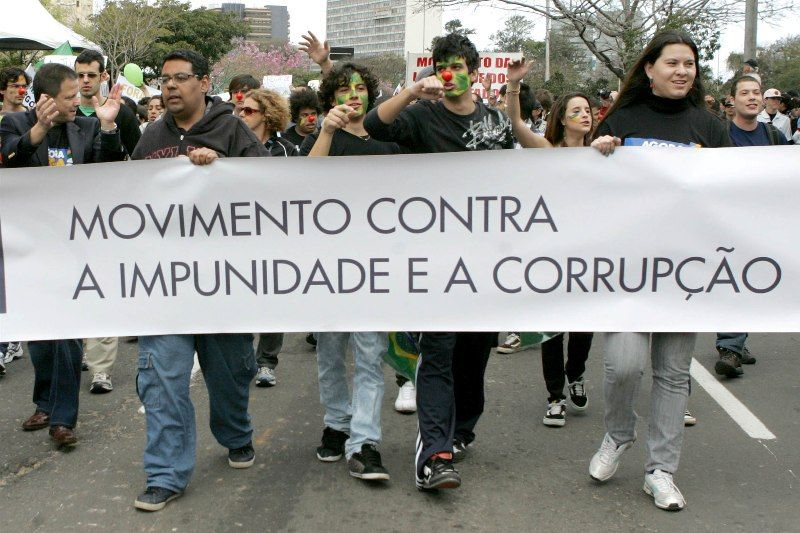 MOVIMENTO CONTRA
A IMPUNIDADE E A CORRUPÇÃO